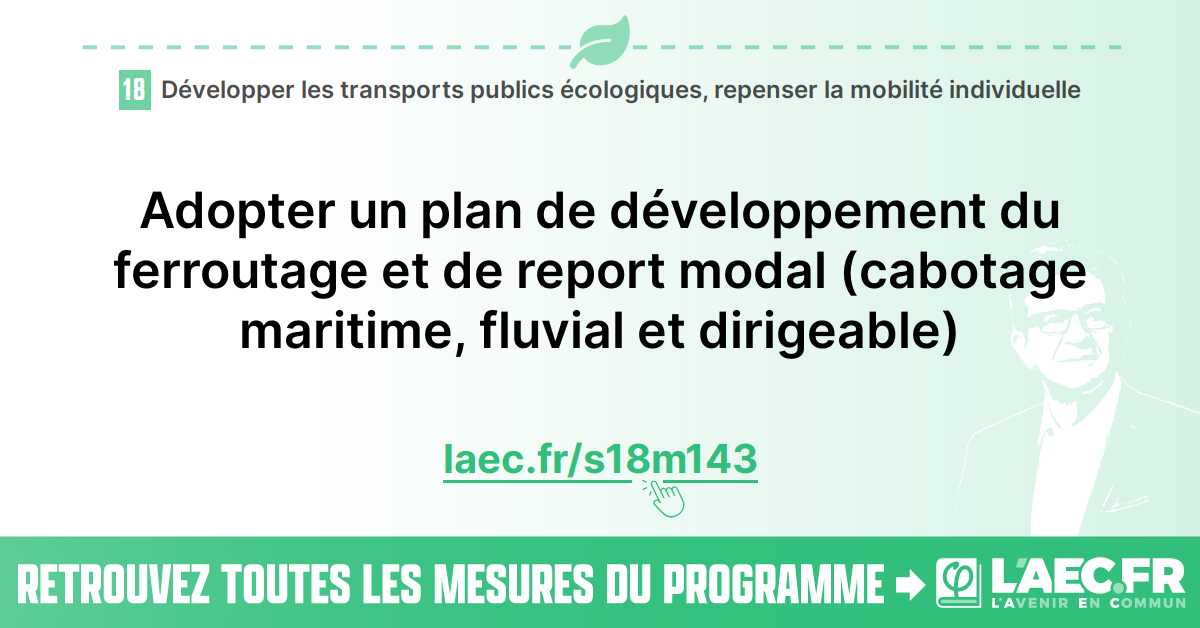 18 Développer les transports publics écologiques, repenser la mobilité individuelle
Adopter un plan de développement du
ferroutage et de report modal (cabotage
maritime, fluvial et dirigeable)
laec.fr/s18m143
RETROUVEZ TOUTES LES MESURES DU PROGRAMME
φ L'AEC.FR
L'AVENIR EN COMMUN